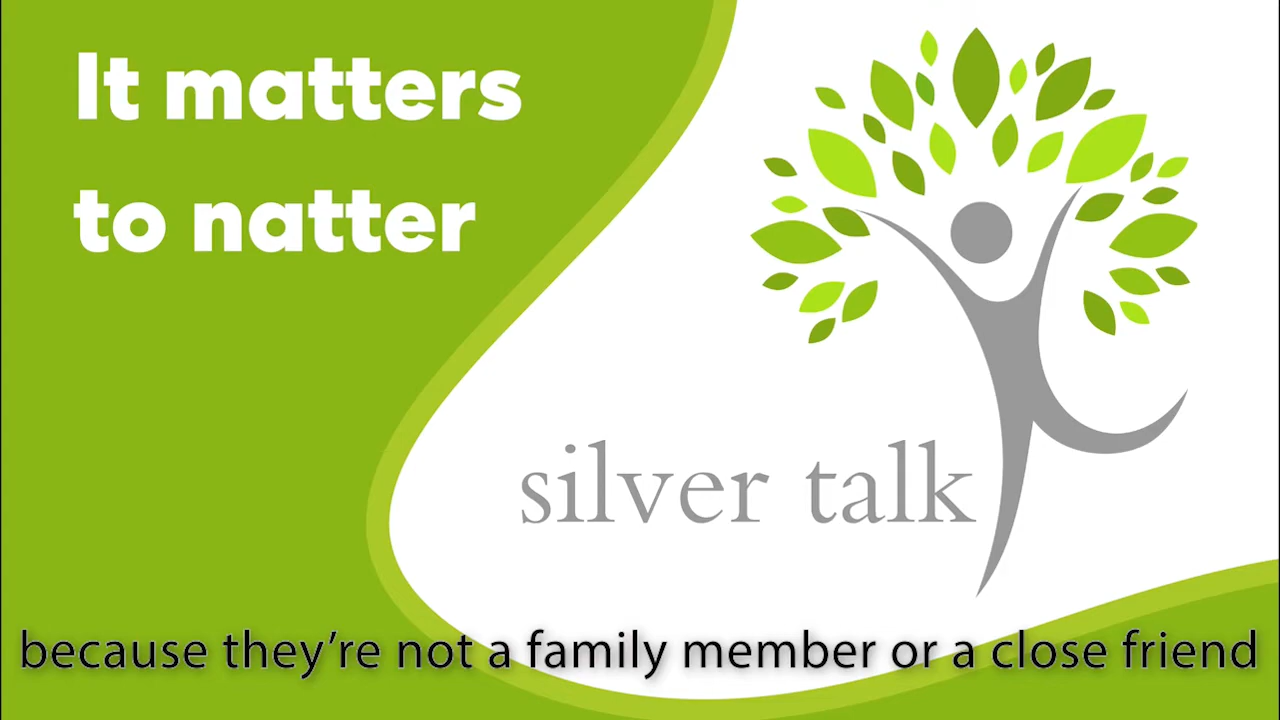 It matters
to natter
silver talk
because they’re not a family member or a close friend